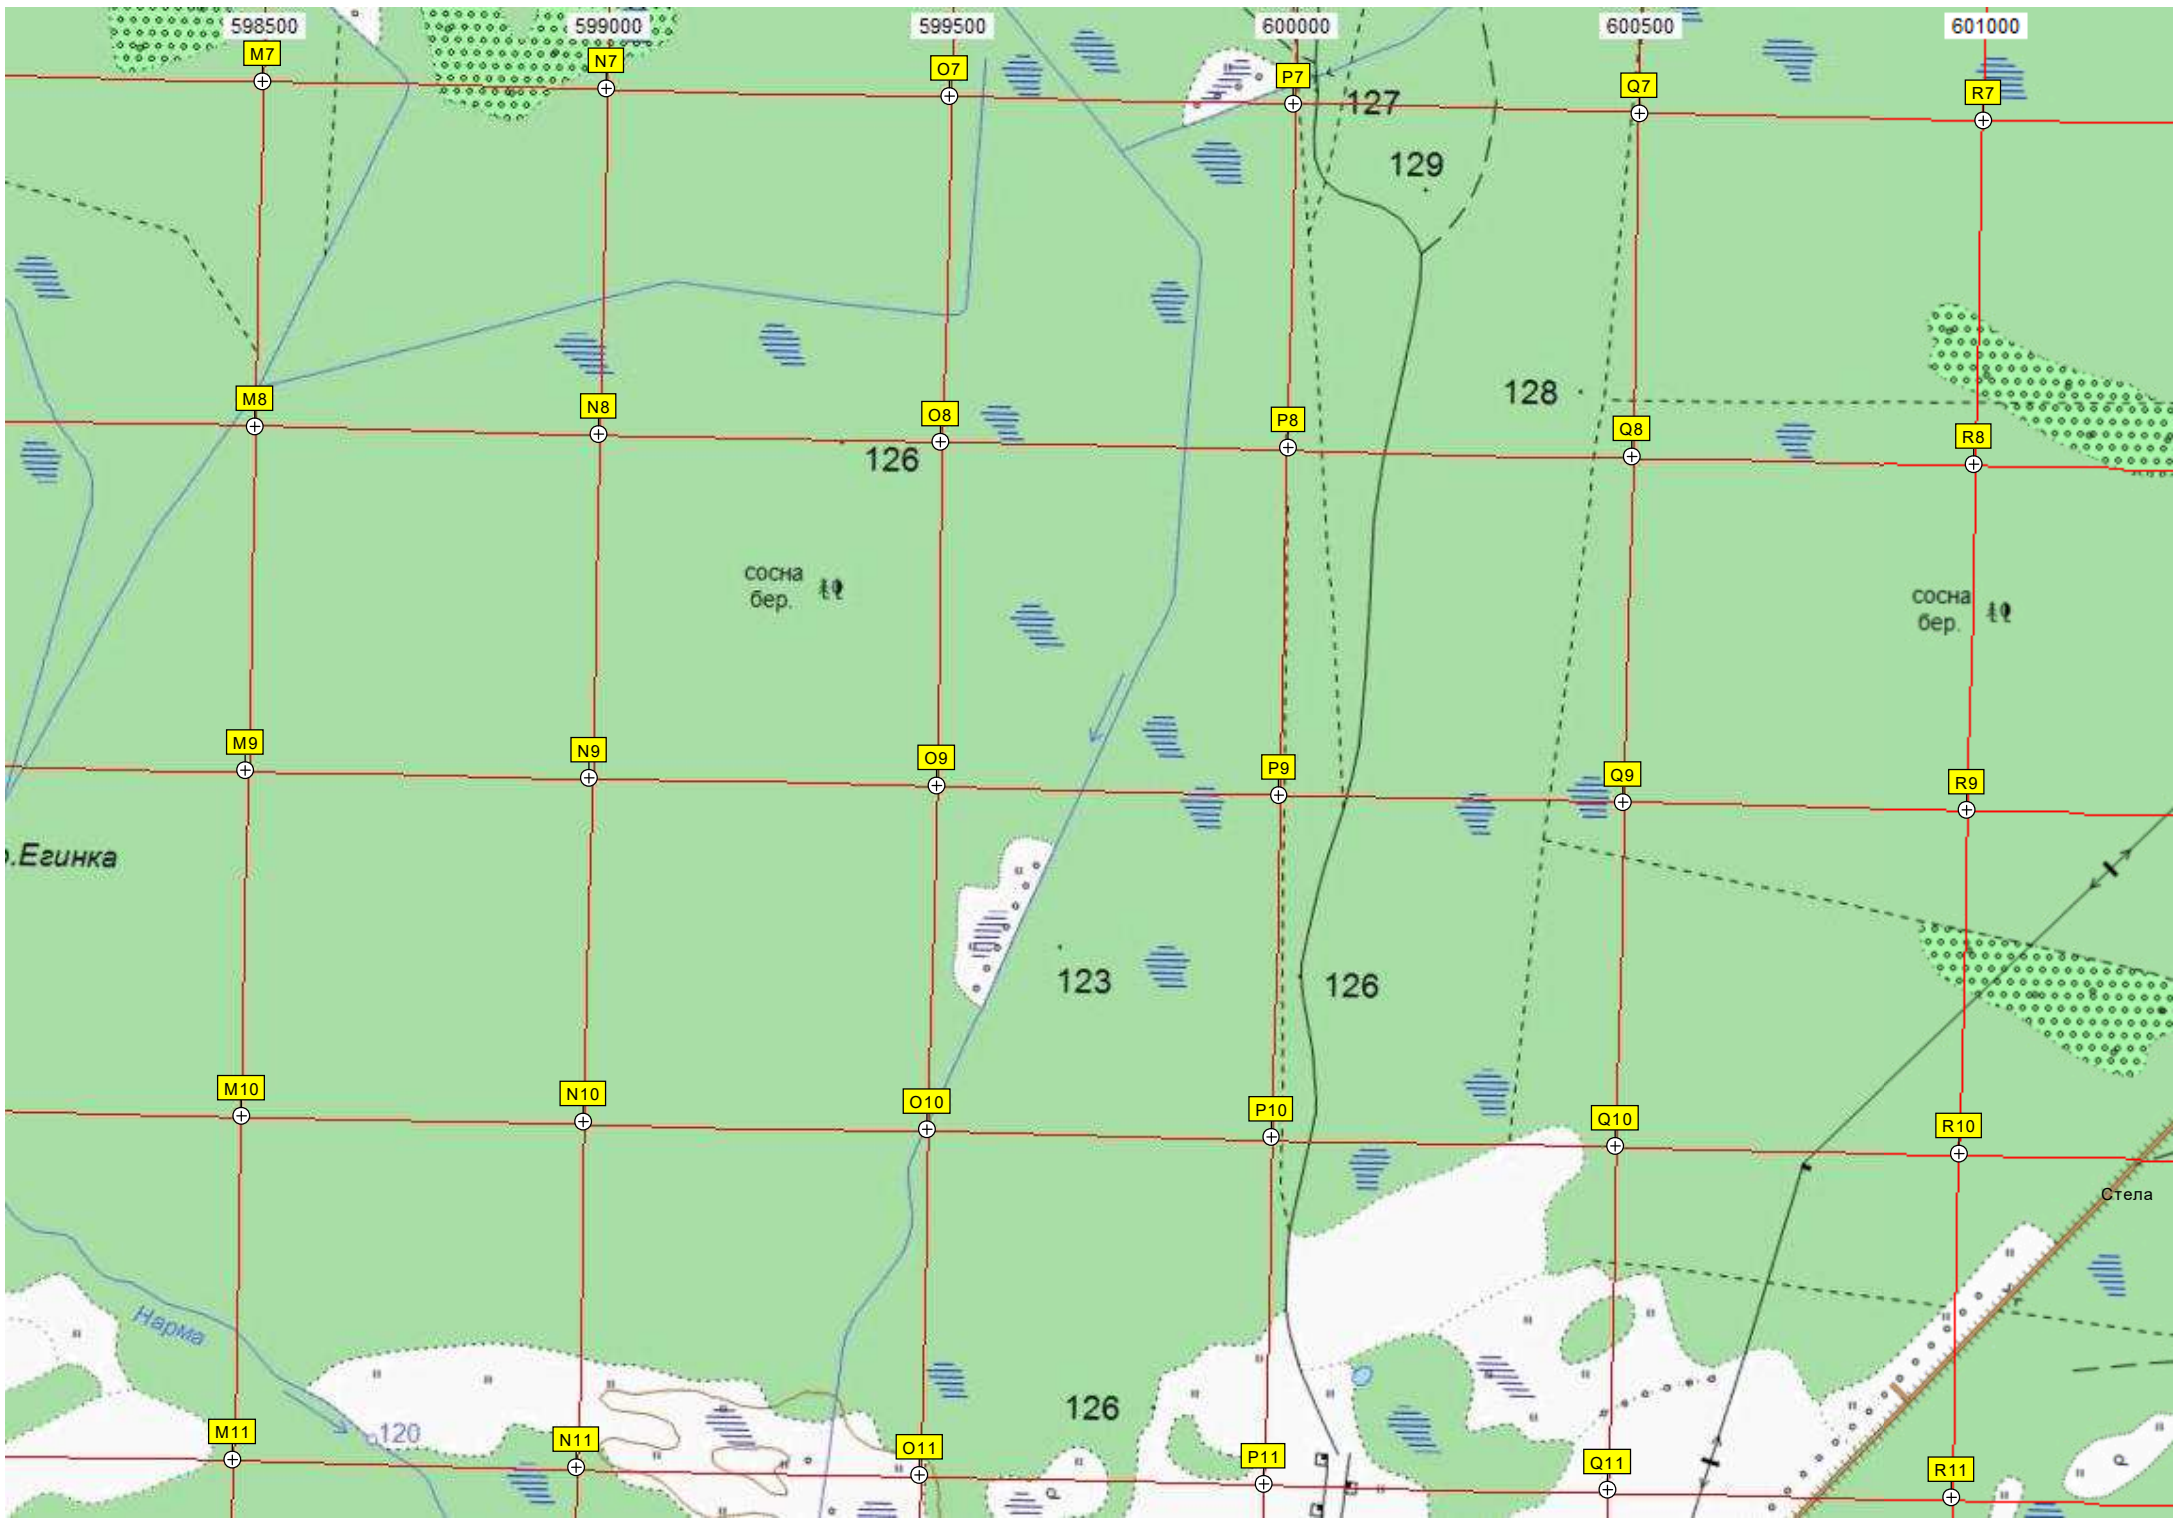 598500 599000 599500 600000 600500 601000
M7 N7 O7 P7 Q7 R7
127
129
128
M8 N8 O8 P8 Q8 R8
126
сосна
бер.
сосна
бер.
M9 N9 O9 P9 Q9 R9
р.Егинка
123
126
M10 N10 O10 P10 Q10 R10
Стела
Нарма
126
120
M11 N11 O11 P11 Q11 R11